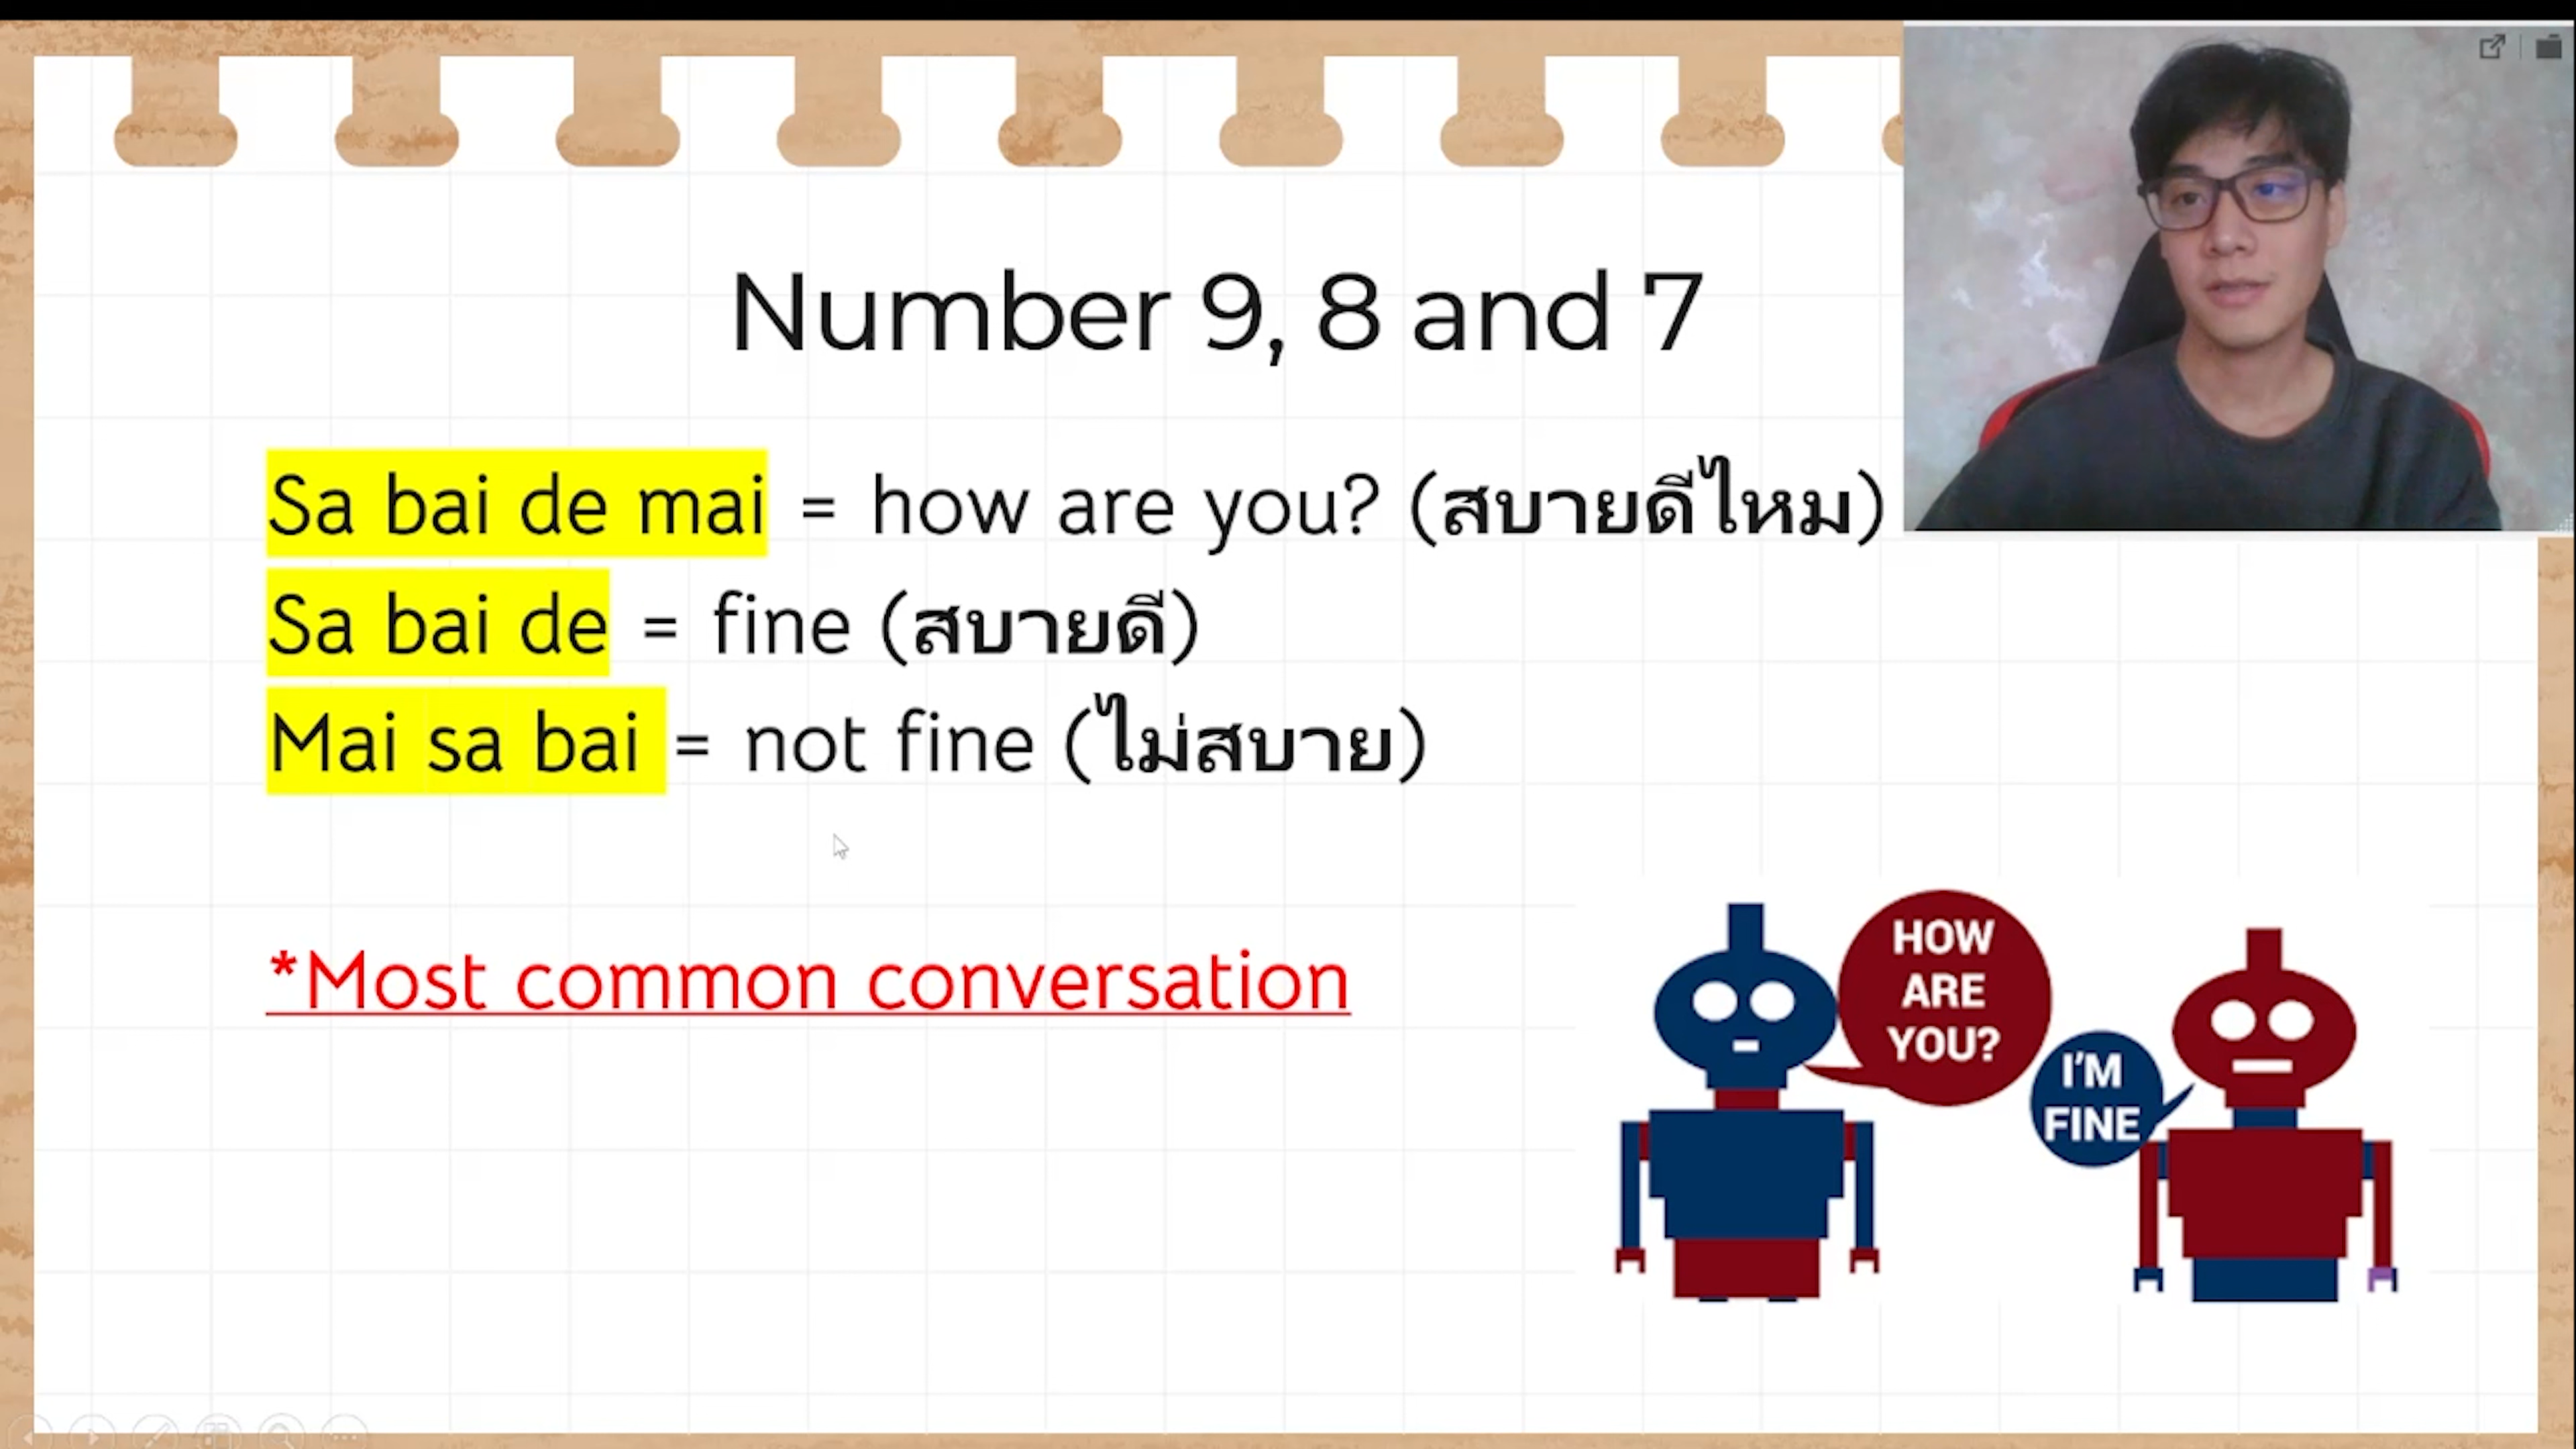 Number 9, 8 and 7
Sa bai de mai = how are you? (สบายดีไหม)
Sa bai de = fine (สบายดี)
Mai sa bai = not fine (ไม่สบาย)
*Most common conversation
HOW
ARE
YOU?
I'M
FINE